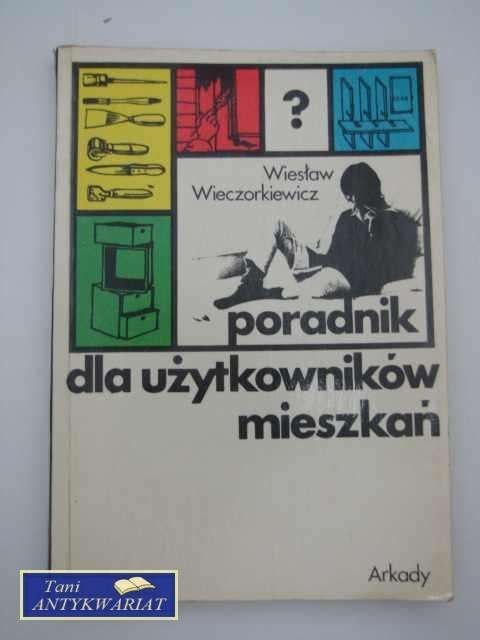 ?
Wiesław
Wieczorkiewicz
poradnik
dla użytkowników
mieszkań
Arkady
Tani
ANTYKWARIAT